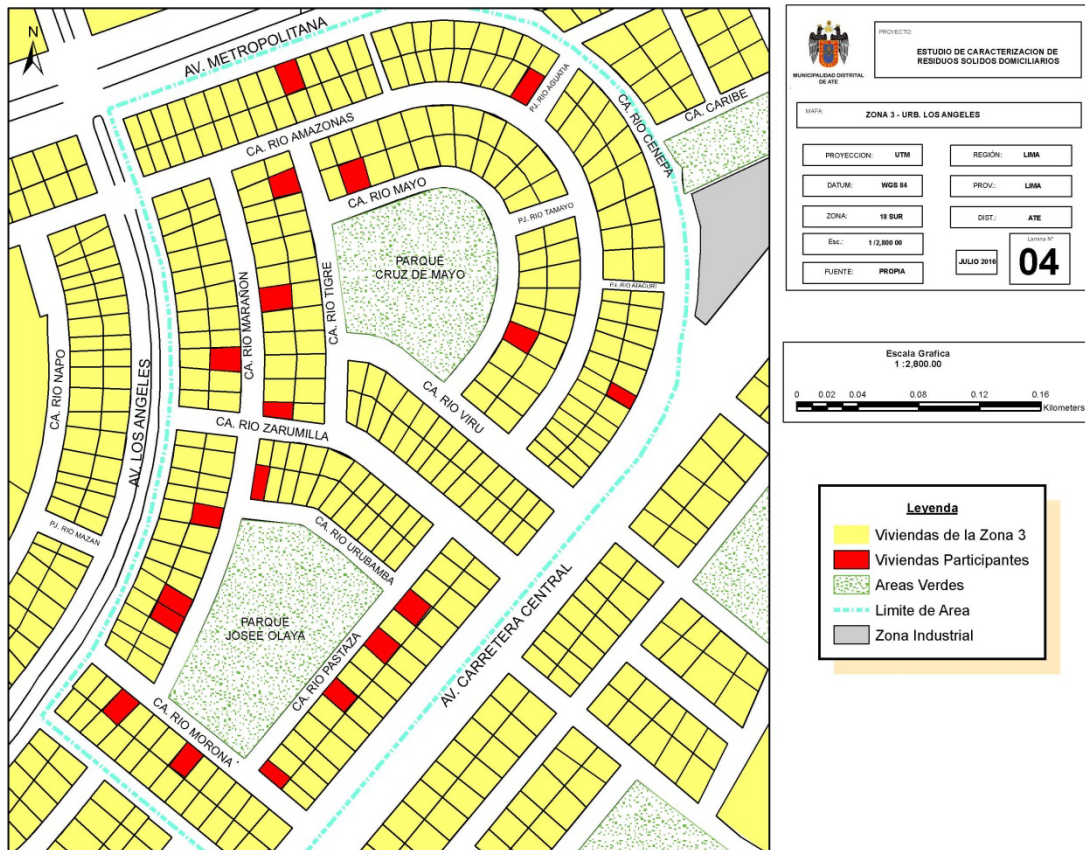 N
AV. METROPOLITANA
CA. RIO AMAZONAS
PJ. RIO AGUATIA
CA. RIO CENEPA
CA. CARIBE
CA. RIO MAYO
PJ. RIO TAMAYO
PARQUE
CRUZ DE MAYO
CA. RIO TIGRE
CA. RIO MARAÑON
PJ. RIO ATACURI
CA. RIO NAPO
AV. LOS ANGELES
CA. RIO VIRU
CA. RIO ZARUMILLA
CA. RIO URUBAMBA
PJ. RIO MAZAN
PARQUE
JOSEE OLAYA
CA. RIO PASTAZA
AV. CARRETERA CENTRAL
CA. RIO MORONA
MUNICIPALIDAD DISTRITAL
DE ATE
PROYECTO:
ESTUDIO DE CARACTERIZACION DE
RESIDUOS SOLIDOS DOMICILIARIOS
MAPA: ZONA 3 - URB. LOS ANGELES
PROYECCION: UTM
REGIÓN: LIMA
DATUM: WGS 84
PROV.: LIMA
ZONA: 18 SUR
DIST.: ATE
Esc.: 1/2,800 00
FUENTE: PROPIA
JULIO 2016
Lamina N°
04
Escala Grafica
1 :2,800.00
0 0.02 0.04 0.08 0.12 0.16
Kilometers
Leyenda
Viviendas de la Zona 3
Viviendas Participantes
Areas Verdes
Limite de Area
Zona Industrial